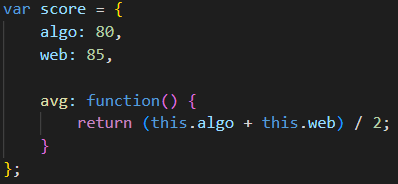 var score = {
    algo: 80,
    web: 85,

    avg: function() {
        return (this.algo + this.web) / 2;
    }
};